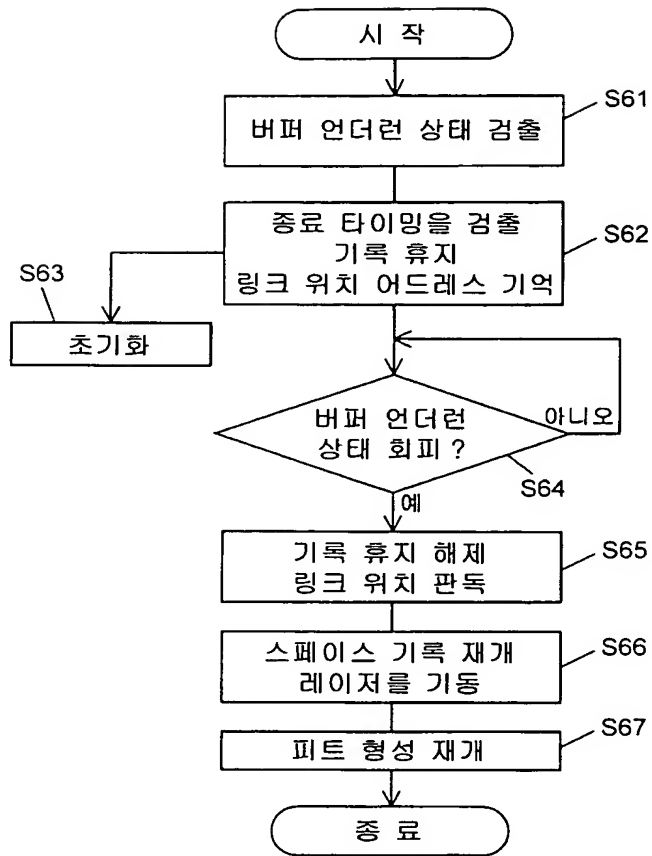 시 작
S61
버퍼 언더런 상태 검출
종료 타이밍을 검출
기록 휴지
링크 위치 어드레스 기억
S62
S63
초기화
버퍼 언더런
상태 회피 ?
아니오
S64
예
기록 휴지 해제
링크 위치 판독
S65
스페이스 기록 재개
레이저를 기동
S66
피트 형성 재개
S67
종 료